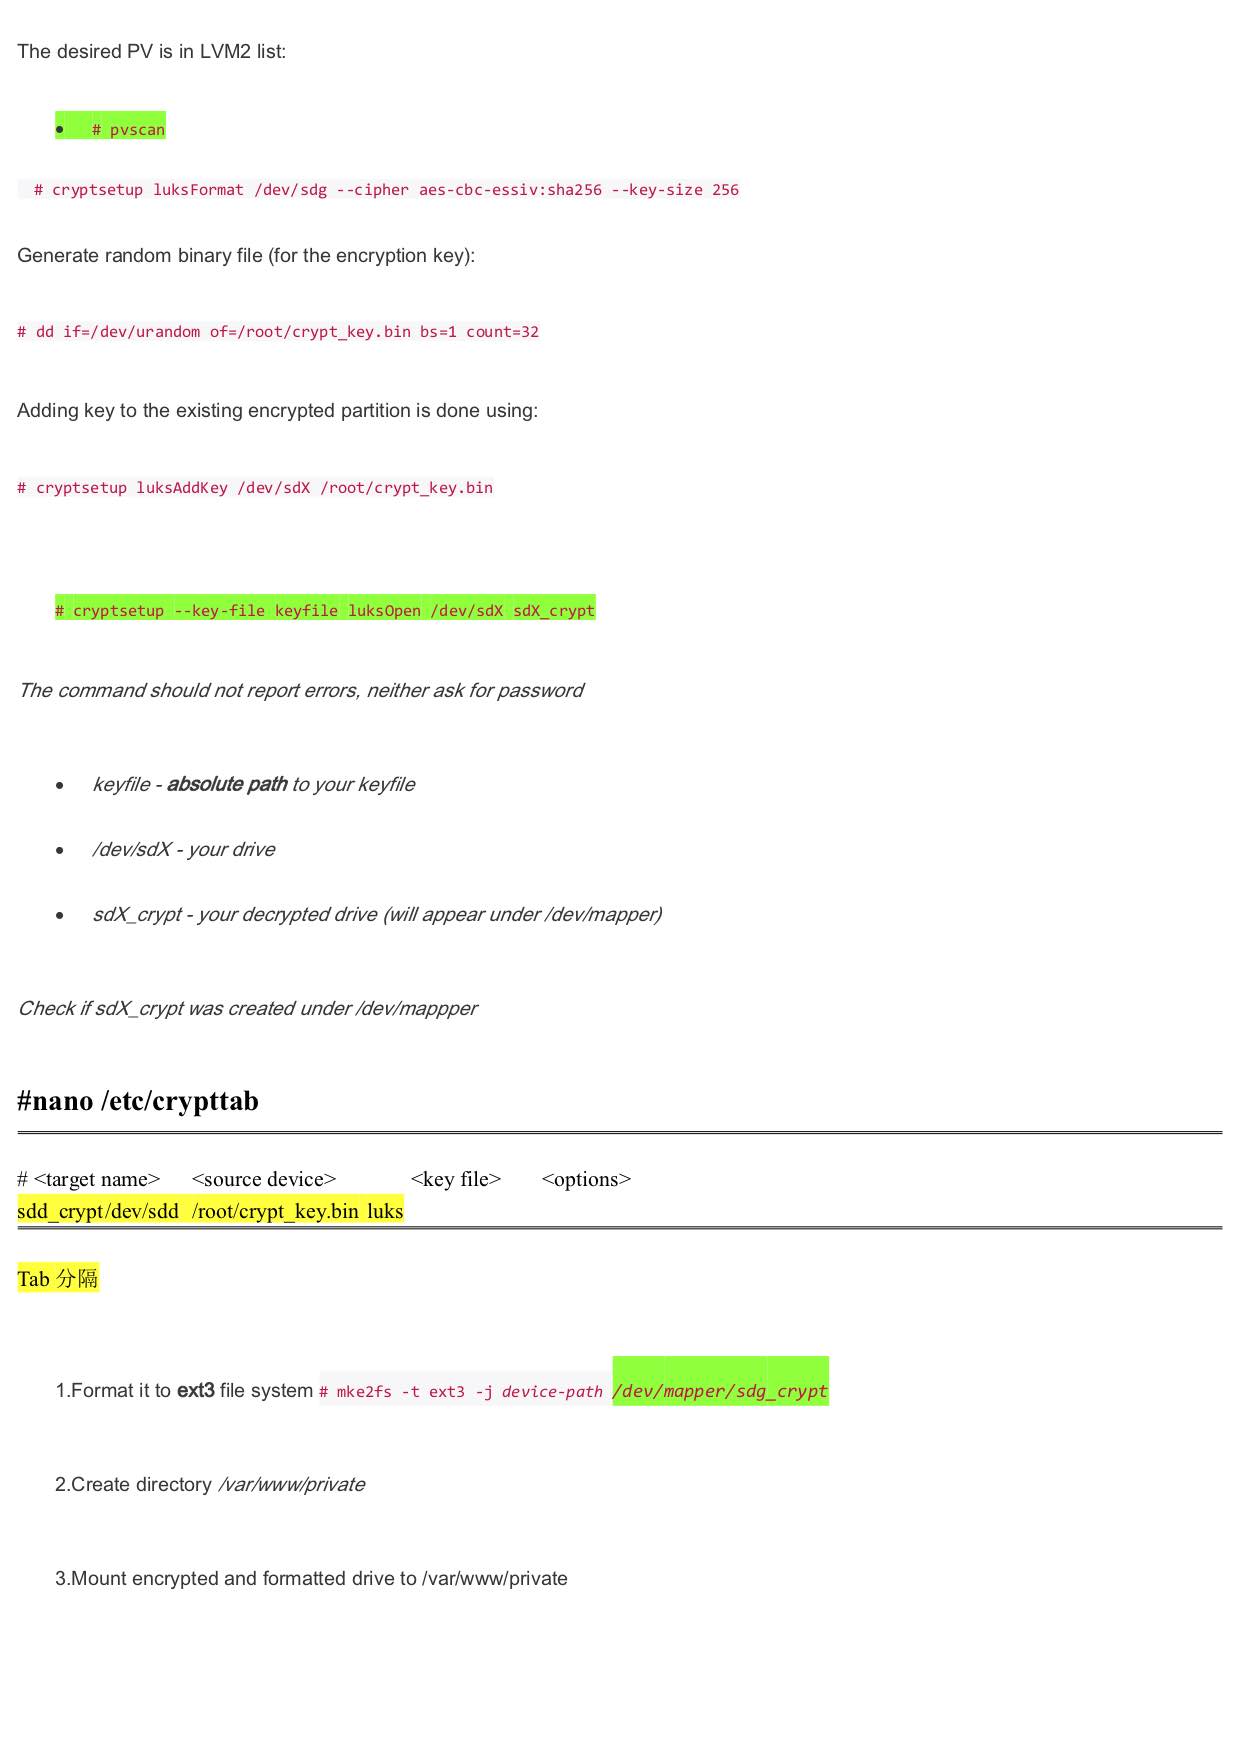 The desired PV is in LVM2 list:
• # pvscan
# cryptsetup luksFormat /dev/sdg --cipher aes-cbc-essiv:sha256 --key-size 256
Generate random binary file (for the encryption key):
# dd if=/dev/urandom of=/root/crypt_key.bin bs=1 count=32
Adding key to the existing encrypted partition is done using:
# cryptsetup luksAddKey /dev/sdX /root/crypt_key.bin
# cryptsetup --key-file keyfile luksOpen /dev/sdX sdX_crypt
The command should not report errors, neither ask for password
• keyfile - absolute path to your keyfile
• /dev/sdX - your drive
• sdX_crypt - your decrypted drive (will appear under /dev/mapper)
Check if sdX_crypt was created under /dev/mappper
#nano /etc/crypttab
# <target name> <source device> <key file> <options>
sdd_crypt /dev/sdd /root/crypt_key.bin luks
Tab 分隔
1.Format it to ext3 file system # mke2fs -t ext3 -j device-path /dev/mapper/sdg_crypt
2.Create directory /var/www/private
3.Mount encrypted and formatted drive to /var/www/private